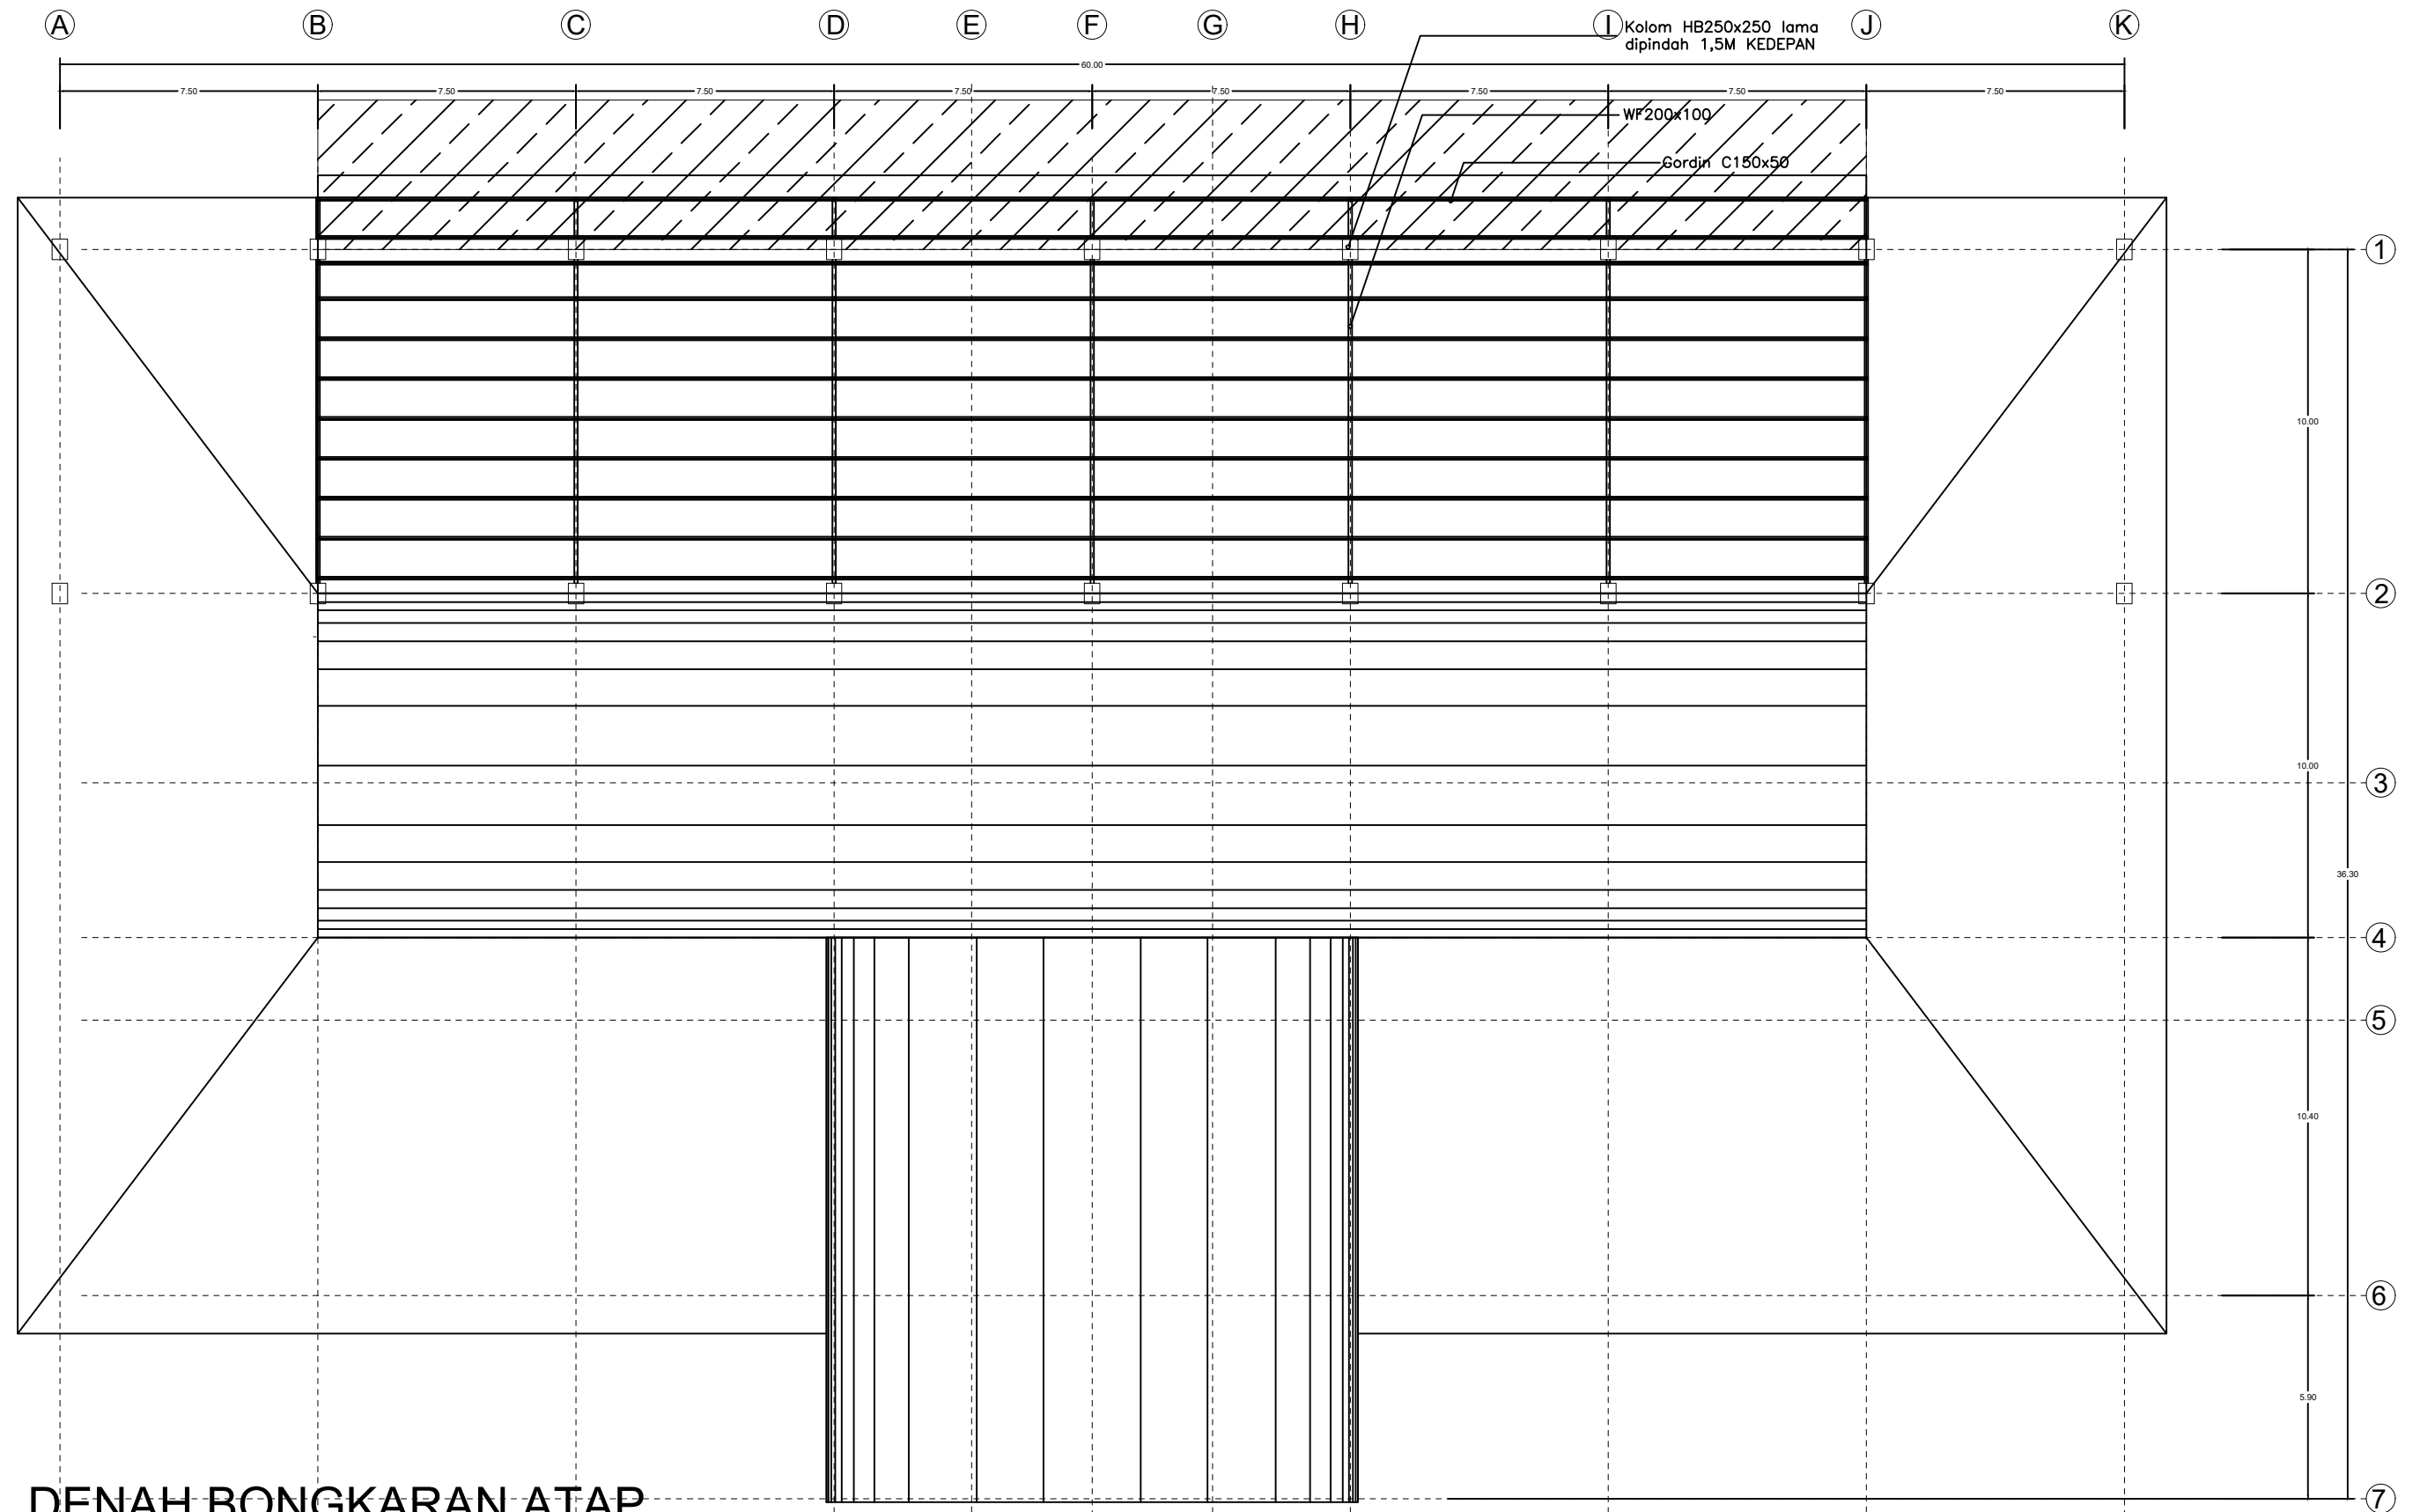 A B C D E F G H I J K
Kolom HB250x250 lama
dipindah 1,5M KEDEPAN
60.00
7.50 7.50 7.50 7.50 7.50 7.50 7.50 7.50
WF200x100
Gordin C150x50
1
10.00
2
10.00
3
36.30
4
5
10.40
6
5.90
DENAH BONGKARAN ATAP
7